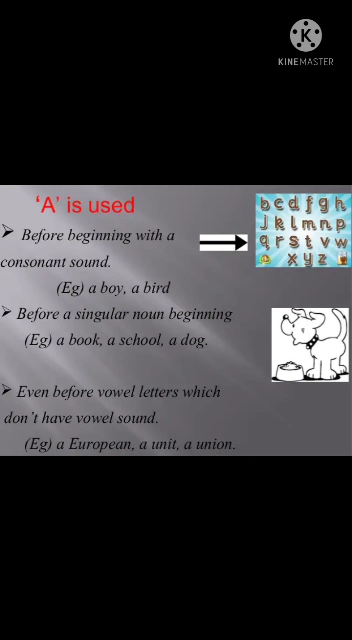 KINEMASTER
‘A’ is used
Before beginning with a
consonant sound.
(Eg) a boy, a bird
Before a singular noun beginning
(Eg) a book, a school, a dog.
Even before vowel letters which
don’t have vowel sound.
(Eg) a European, a unit, a union.
b c d f g h
j k l m n p
q r s t v w
x y z